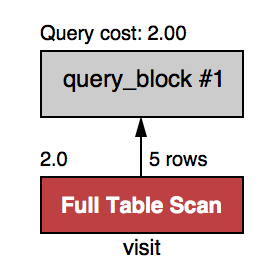 Query cost: 2.00
query_block #1
2.0
5 rows
Full Table Scan
visit